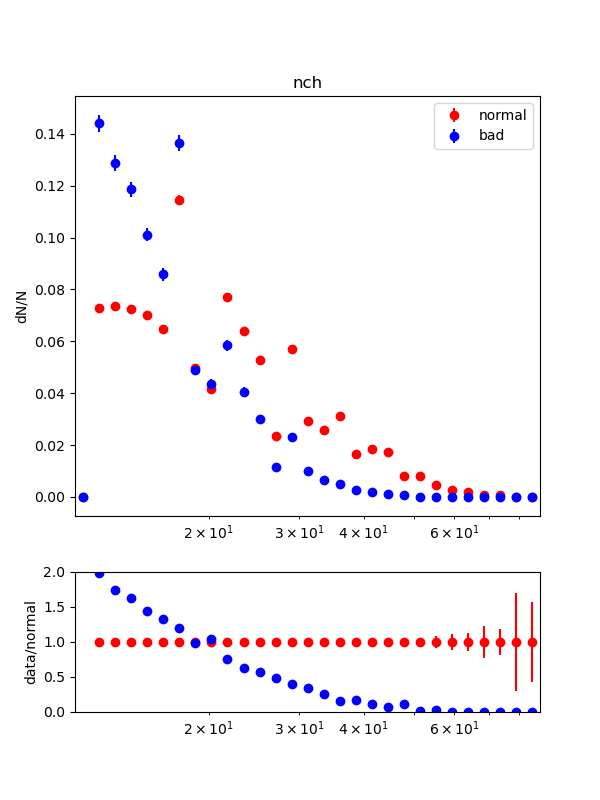 nch
normal
bad
dN/N
0.14
0.12
0.10
0.08
0.06
0.04
0.02
0.00
2 × 10¹
3 × 10¹
4 × 10¹
6 × 10¹
data/normal
2.0
1.5
1.0
0.5
0.0
2 × 10¹
3 × 10¹
4 × 10¹
6 × 10¹